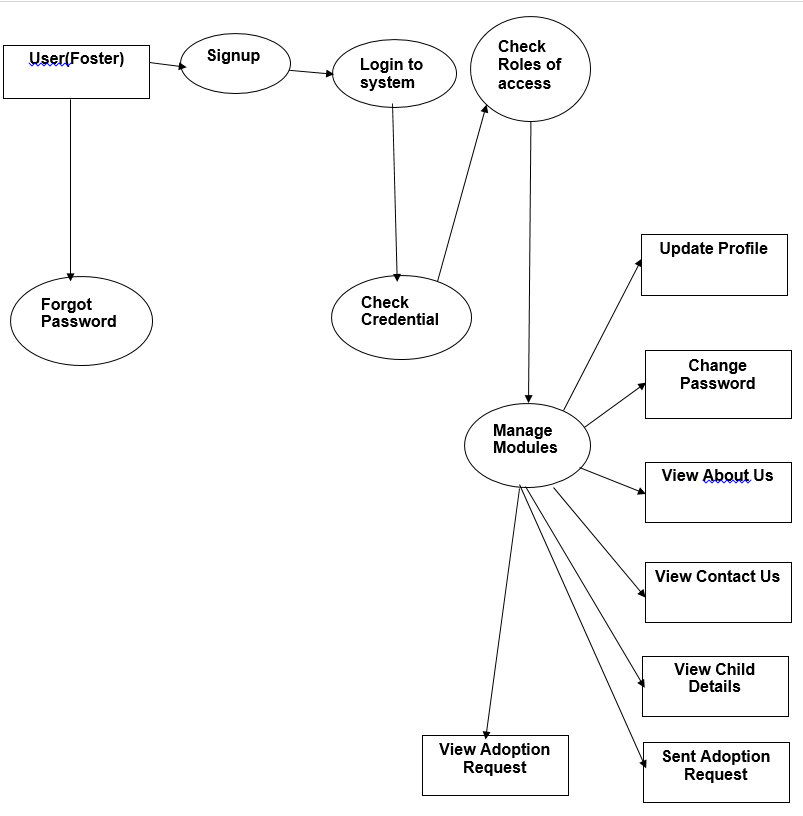 User(Foster)
Signup
Login to
system
Check
Roles of
access
Forgot
Password
Check
Credential
Manage
Modules
Update Profile
Change
Password
View About Us
View Contact Us
View Child
Details
View Adoption
Request
Sent Adoption
Request